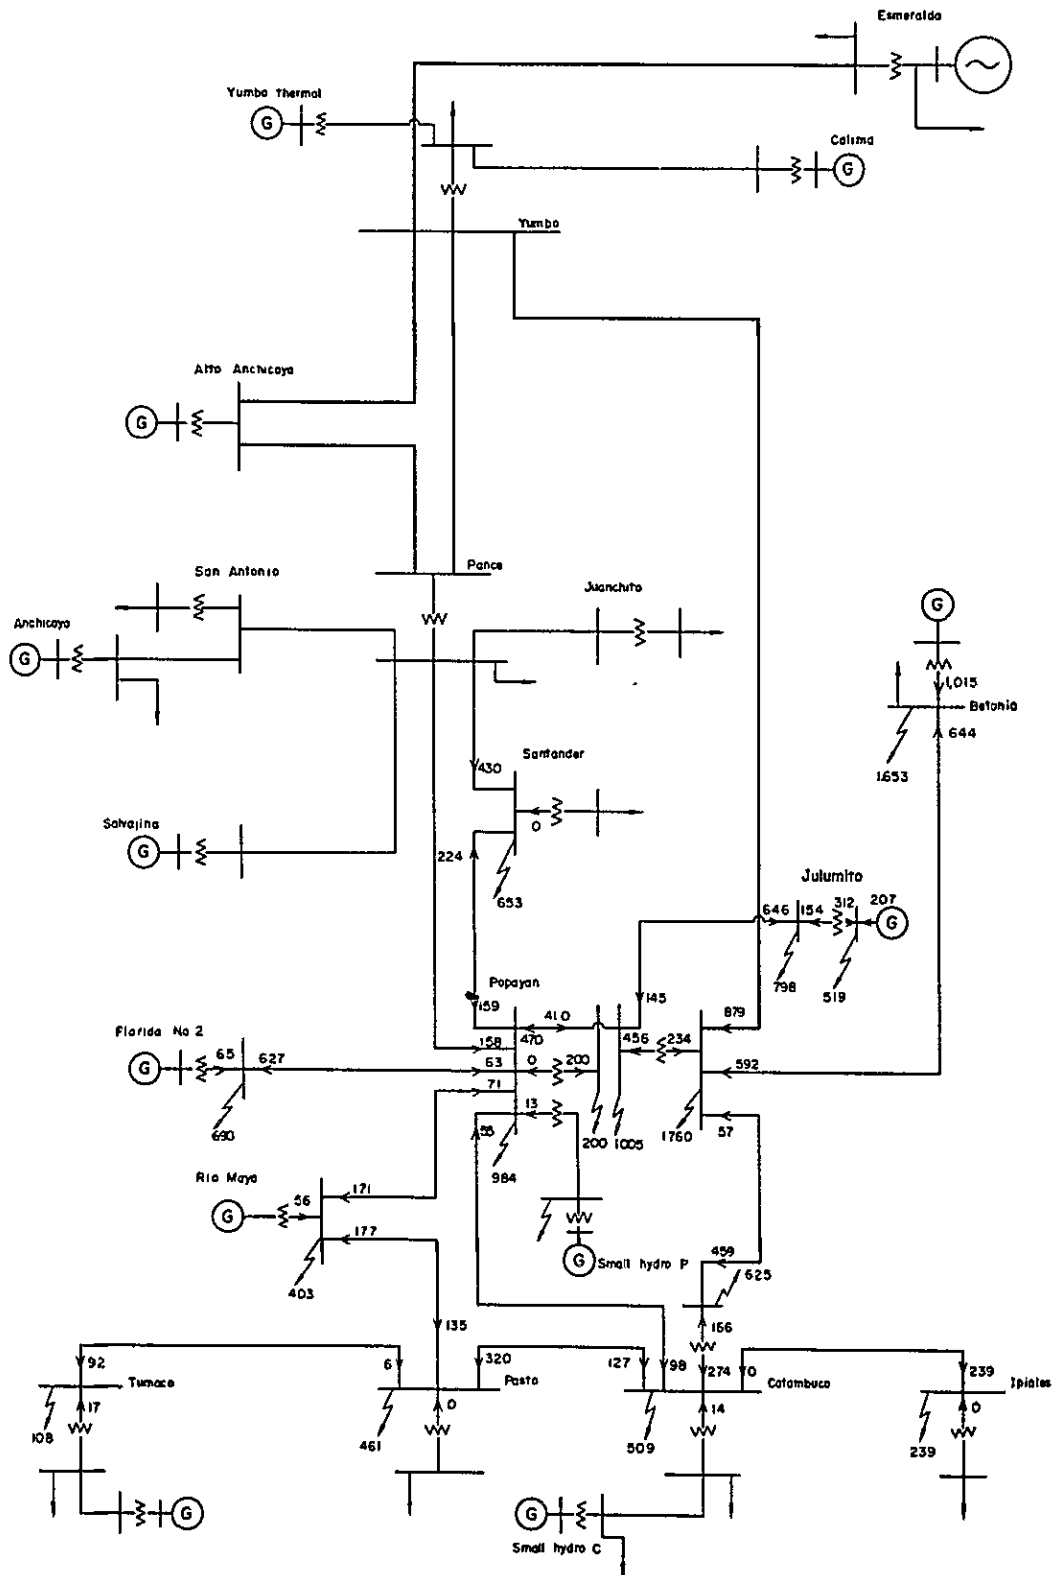 Esmeralda
Yumbo Thermal
G
Calima
G
Yumbo
Alto Anchicaya
G
Pance
San Antonio
Juanchito
G
Anchicaya
G
1,015
Betania
644
1.653
Santander
430
0
Salvajina
G
224
653
Julumito
646
154
312
207
G
798
519
Popayan
159
410
145
879
Florida No 2
158
470
456
234
G
65
627
63
0
200
592
71
13
55
690
984
200
1005
1760
57
Rio Mayo
171
56
G
177
459
G
Small hydro P
625
403
135
166
92
6
320
127
98
274
0
239
Tumaco
Pasto
Catambuco
Ipiales
17
0
14
0
108
461
509
239
G
G
Small hydro C